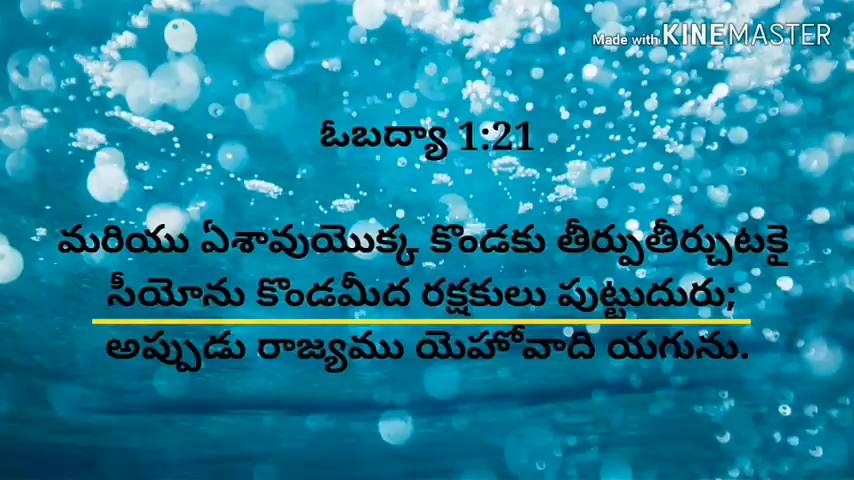 Made with KINEMASTER
ఓబద్యా 1:21
మరియు ఏశావుయొక్క కొండకు తీర్పుతీర్చుటకై
సీయోను కొండమీద రక్షకులు పుట్టుదురు;
అప్పుడు రాజ్యము యెహోవాది యగును.